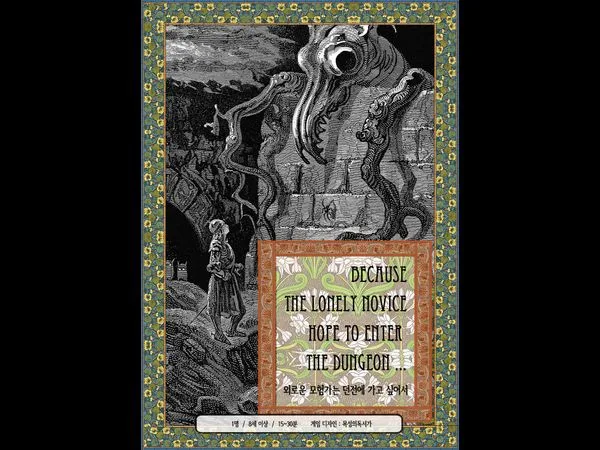 BECAUSE
THE LONELY NOVICE
HOPE TO ENTER
THE DUNGEON ...
외로운 모험가는 던전에 가고 싶어서
1명 / 8세 이상 / 15~30분 게임 디자인 : 목성의독서가